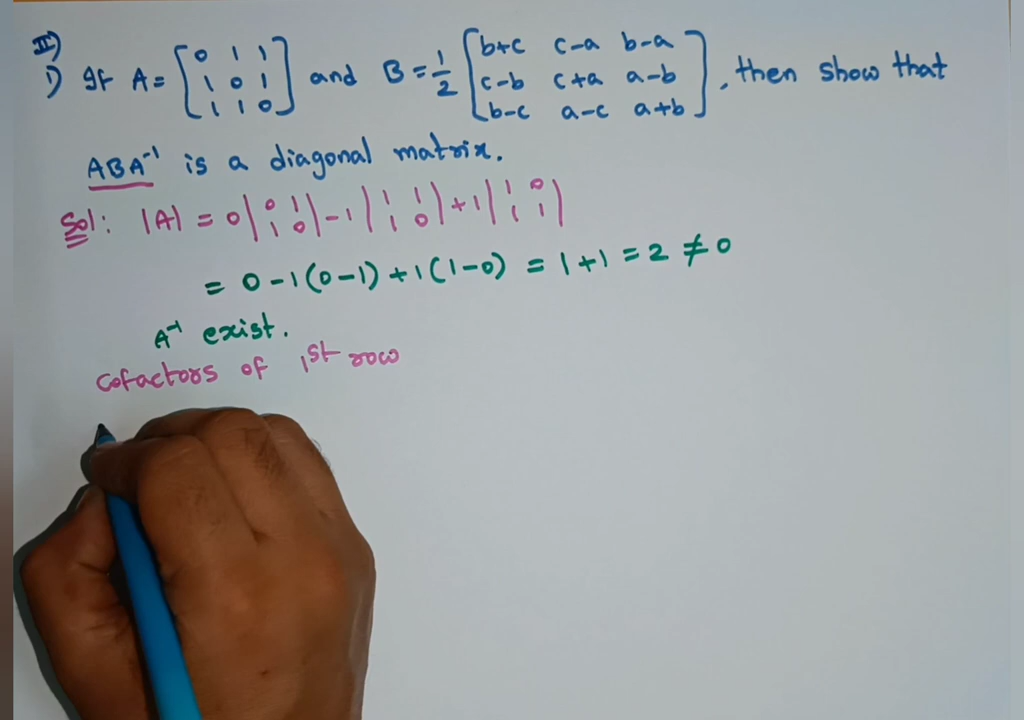 II)
i) If A = [0 1 1; 1 0 1; 1 1 0] and B = 1/2 [b+c c-a b-a; c-b c+a a-b; b-c a-c a+b], then show that
ABA⁻¹ is a diagonal matrix.
Sol: |A| = 0|0 1; 1 0| - 1|1 1; 1 0| + 1|1 0; 1 1|
= 0 - 1(0-1) + 1(1-0) = 1+1 = 2 ≠ 0
A⁻¹ exist.
Cofactors of 1st row